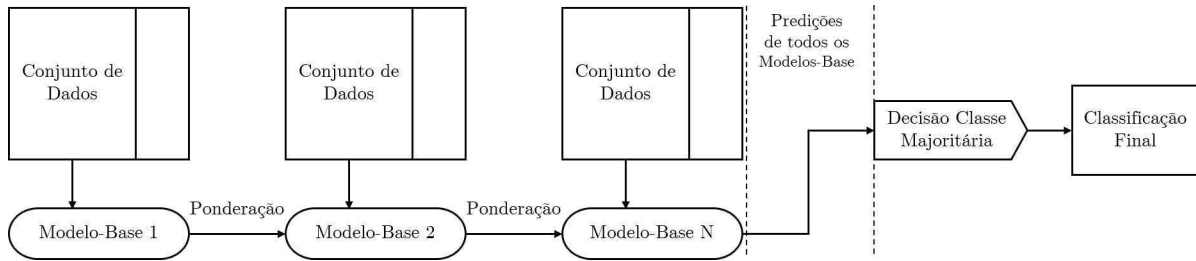 Conjunto de
Dados
Conjunto de
Dados
Conjunto de
Dados
Predições
de todos os
Modelos-Base
Decisão Classe
Majoritária
Classificação
Final
Modelo-Base 1
Ponderação
Modelo-Base 2
Ponderação
Modelo-Base N